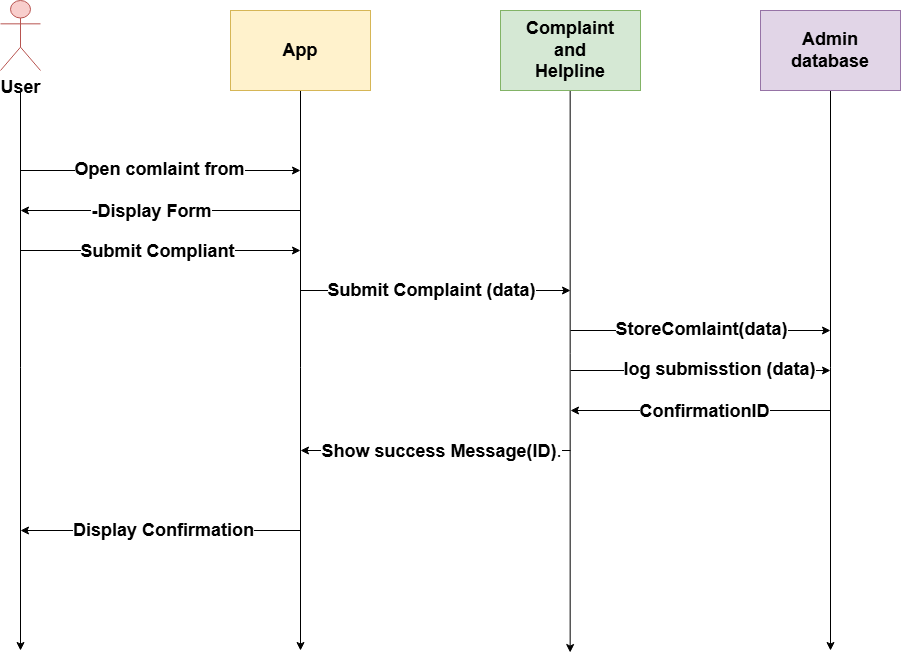 User
App
Complaint
and
Helpline
Admin
database
Open comlaint from
-Display Form
Submit Compliant
Submit Complaint (data)
StoreComlaint(data)
log submisstion (data)
ConfirmationID
Show success Message(ID).
Display Confirmation